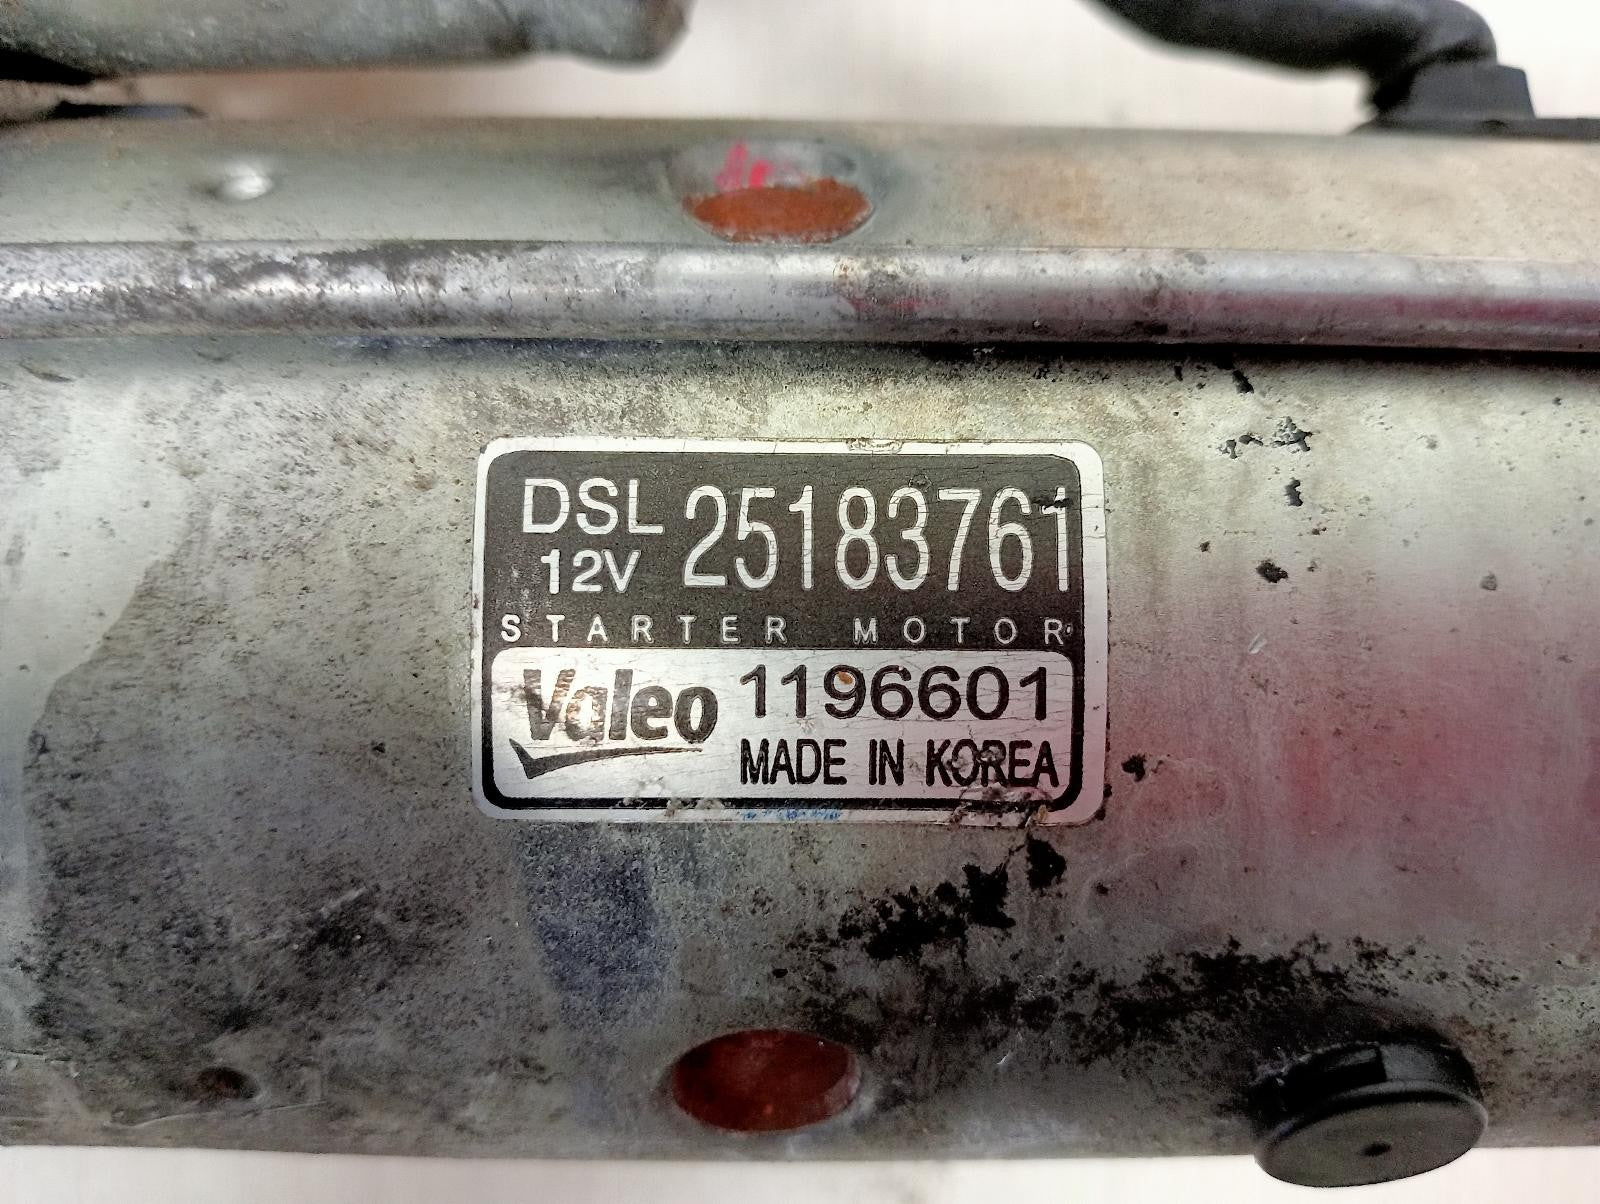 DSL 25183761
12V
STARTER MOTOR
Valeo 1196601
MADE IN KOREA